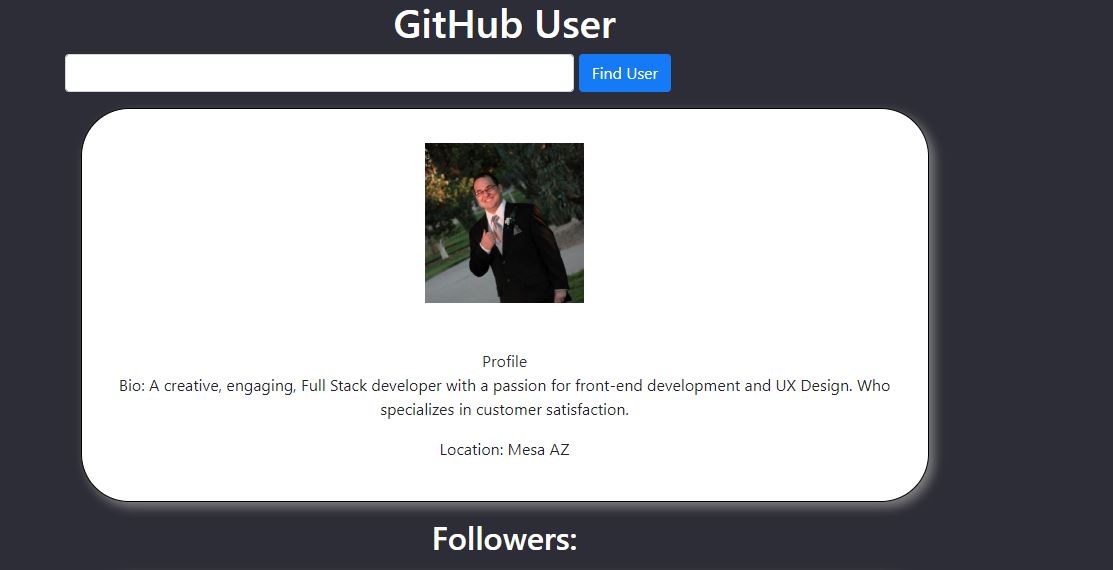 GitHub User
Find User
Profile
Bio: A creative, engaging, Full Stack developer with a passion for front-end development and UX Design. Who
specializes in customer satisfaction.
Location: Mesa AZ
Followers: